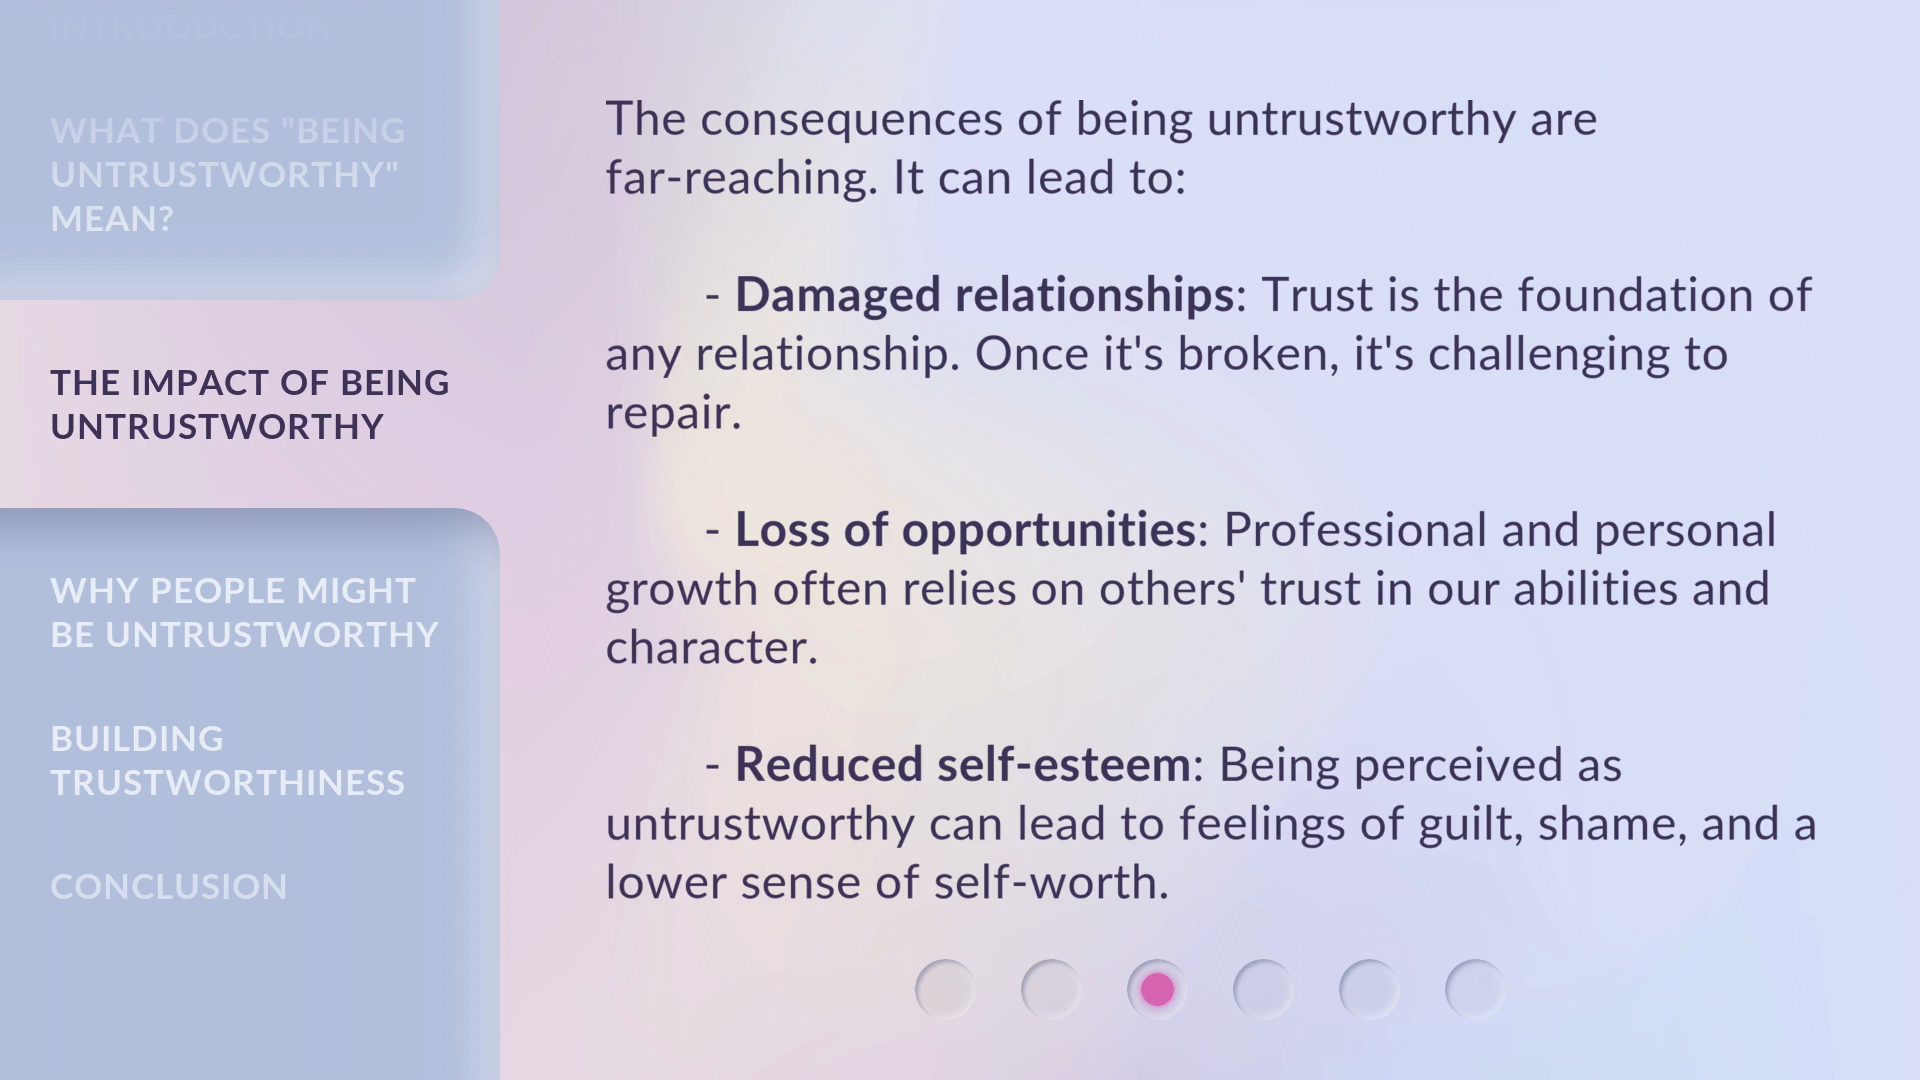 INTRODUCTION
WHAT DOES "BEING
UNTRUSTWORTHY"
MEAN?
THE IMPACT OF BEING
UNTRUSTWORTHY
WHY PEOPLE MIGHT
BE UNTRUSTWORTHY
BUILDING
TRUSTWORTHINESS
CONCLUSION
The consequences of being untrustworthy are
far-reaching. It can lead to:
- Damaged relationships: Trust is the foundation of
any relationship. Once it's broken, it's challenging to
repair.
- Loss of opportunities: Professional and personal
growth often relies on others' trust in our abilities and
character.
- Reduced self-esteem: Being perceived as
untrustworthy can lead to feelings of guilt, shame, and a
lower sense of self-worth.